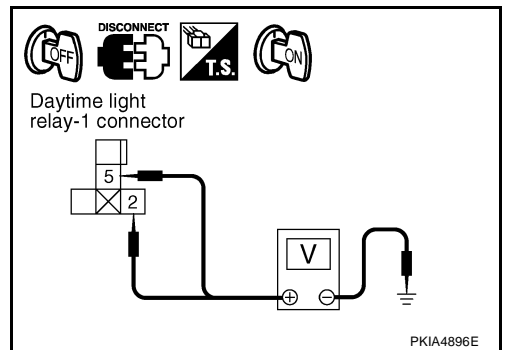 OFF
DISCONNECT
T.S.
ON
Daytime light
relay-1 connector
5
2
V
+ −
PKIA4896E